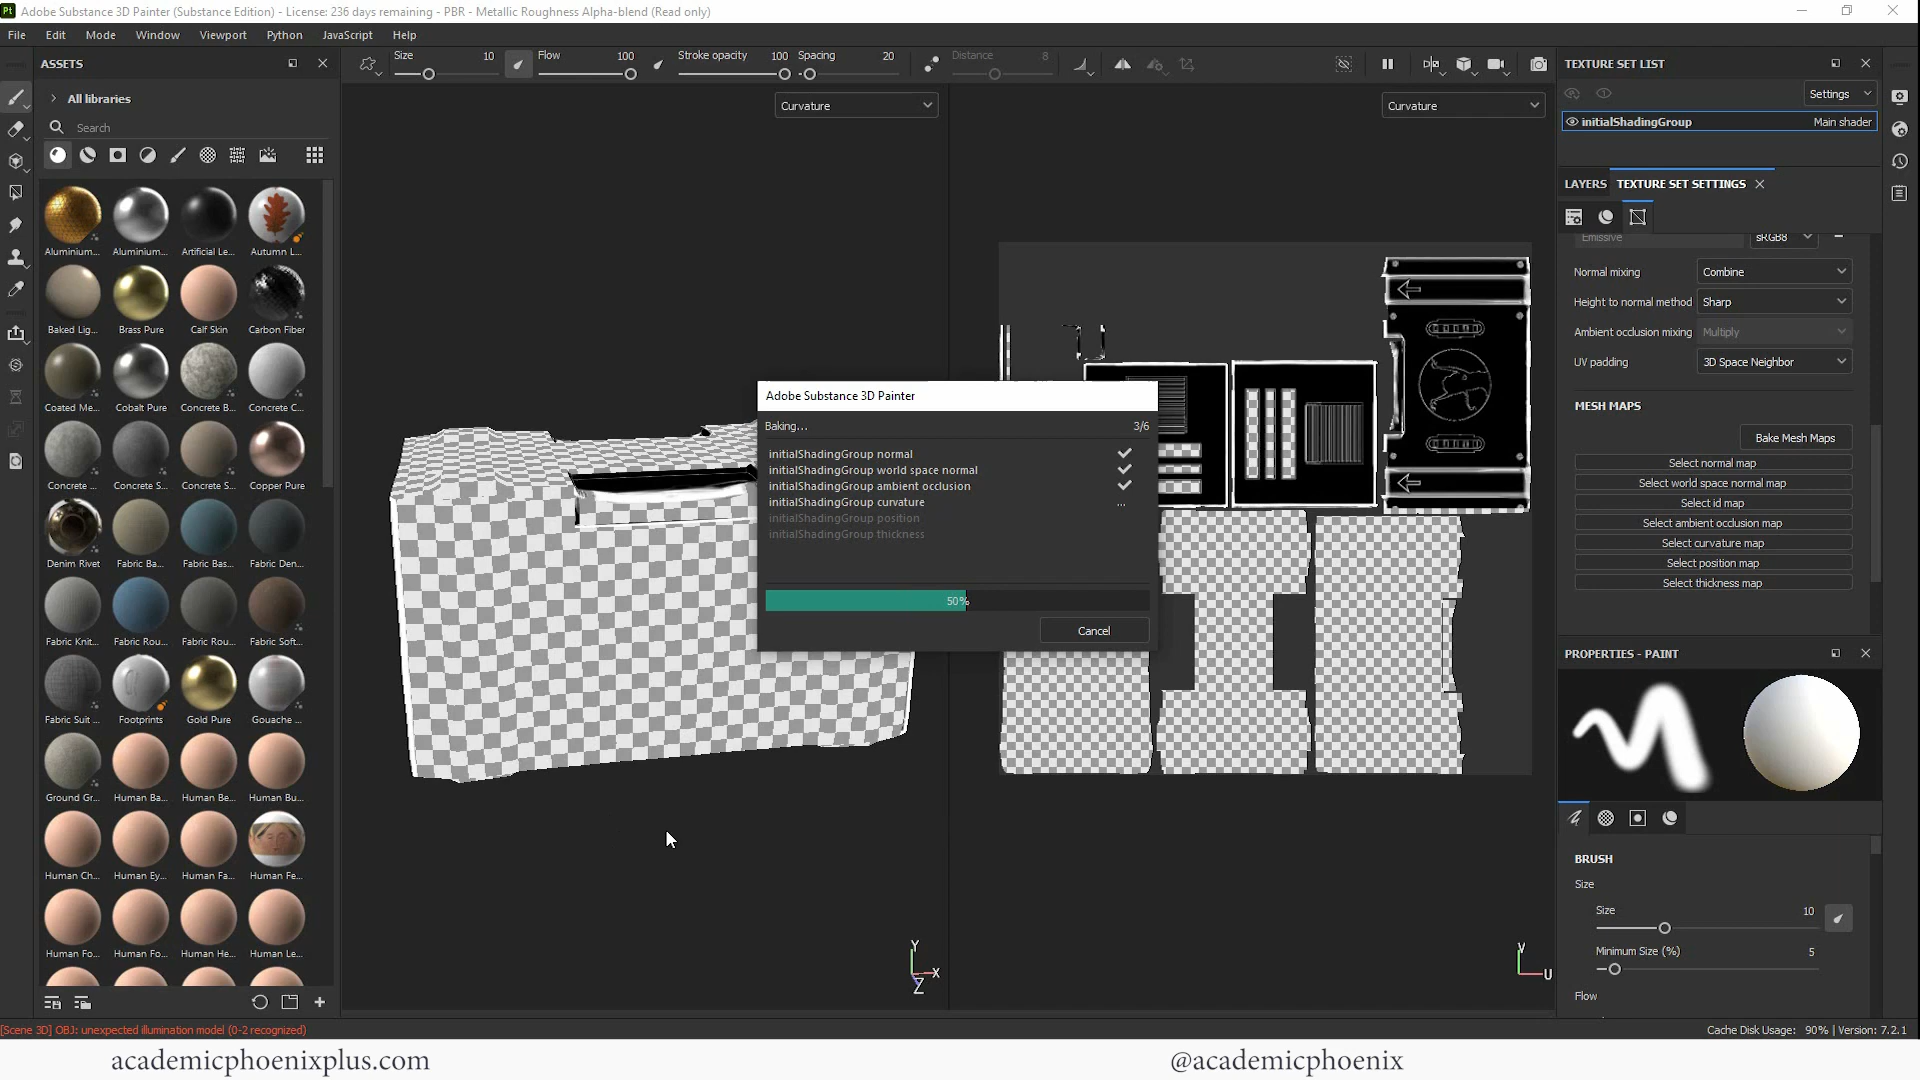 Adobe Substance 3D Painter (Substance Edition) - License: 236 days remaining - PBR - Metallic Roughness Alpha-blend (Read only)
File Edit Mode Window Viewport Python JavaScript Help
ASSETS
All libraries
Search
Aluminium... Aluminium... Artificial Le... Autumn L...
Baked Lig... Brass Pure Calf Skin Carbon Fiber
Coated Me... Cobalt Pure Concrete B... Concrete C...
Concrete ... Concrete S... Concrete S... Copper Pure
Denim Rivet Fabric Ba... Fabric Bas... Fabric Den...
Fabric Knit... Fabric Rou... Fabric Rou... Fabric Soft...
Fabric Suit ... Footprints Gold Pure Gouache ...
Ground Gr... Human Ba... Human Be... Human Bu...
Human Ch... Human Ey... Human Fa... Human Fe...
Human Fo... Human Fo... Human He... Human Le...
Size 10 Flow 100 Stroke opacity 100 Spacing 20 Distance 8
Curvature
Curvature
Adobe Substance 3D Painter
Baking... 3/6
initialShadingGroup normal
initialShadingGroup world space normal
initialShadingGroup ambient occlusion
initialShadingGroup curvature ...
initialShadingGroup position
initialShadingGroup thickness
50%
Cancel
Y
X
Z
V
U
TEXTURE SET LIST
Settings
initialShadingGroup Main shader
LAYERS TEXTURE SET SETTINGS
Emissive sRGB8
Normal mixing Combine
Height to normal method Sharp
Ambient occlusion mixing Multiply
UV padding 3D Space Neighbor
MESH MAPS
Bake Mesh Maps
Select normal map
Select world space normal map
Select id map
Select ambient occlusion map
Select curvature map
Select position map
Select thickness map
PROPERTIES - PAINT
BRUSH
Size
Size 10
Minimum Size (%) 5
Flow
[Scene 3D] OBJ: unexpected illumination model (0-2 recognized)
Cache Disk Usage: 90% | Version: 7.2.1
academicphoenixplus.com
@academicphoenix